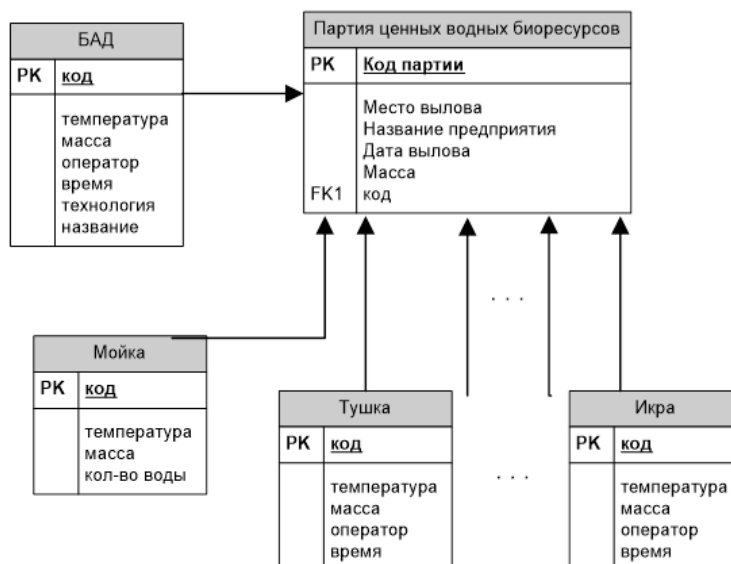 БАД
PK код
температура
масса
оператор
время
технология
название
Партия ценных водных биоресурсов
PK Код партии
Место вылова
Название предприятия
Дата вылова
Масса
FK1 код
. . .
Мойка
PK код
температура
масса
кол-во воды
Тушка
PK код
температура
масса
оператор
время
. . .
Икра
PK код
температура
масса
оператор
время